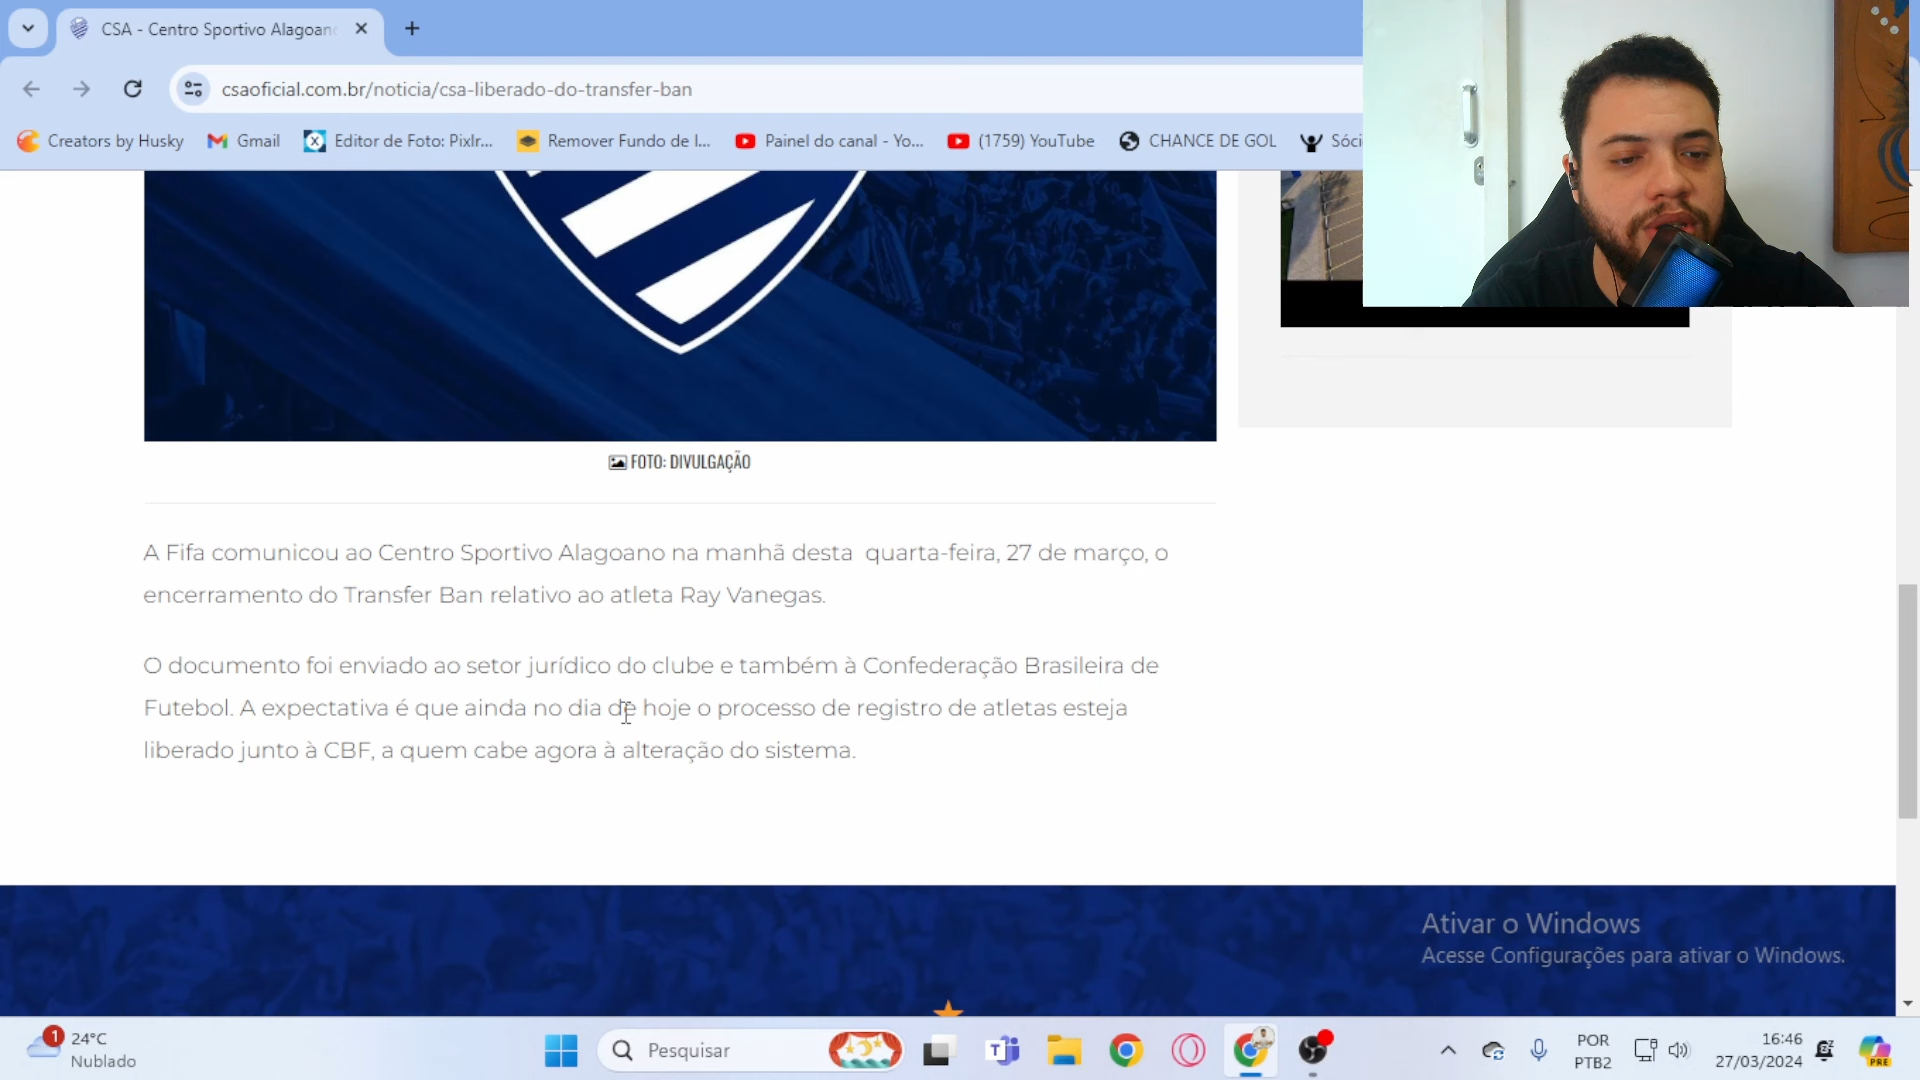 CSA - Centro Sportivo Alagoan
csaoficial.com.br/noticia/csa-liberado-do-transfer-ban
Creators by Husky
Gmail
Editor de Foto: Pixlr...
Remover Fundo de I...
Painel do canal - Yo...
(1759) YouTube
CHANCE DE GOL
Sóci
FOTO: DIVULGAÇÃO
A Fifa comunicou ao Centro Sportivo Alagoano na manhã desta quarta-feira, 27 de março, o
encerramento do Transfer Ban relativo ao atleta Ray Vanegas.
O documento foi enviado ao setor jurídico do clube e também à Confederação Brasileira de
Futebol. A expectativa é que ainda no dia de hoje o processo de registro de atletas esteja
liberado junto à CBF, a quem cabe agora à alteração do sistema.
Ativar o Windows
Acesse Configurações para ativar o Windows.
1
24°C
Nublado
Pesquisar
POR
PTB2
16:46
27/03/2024
PRE